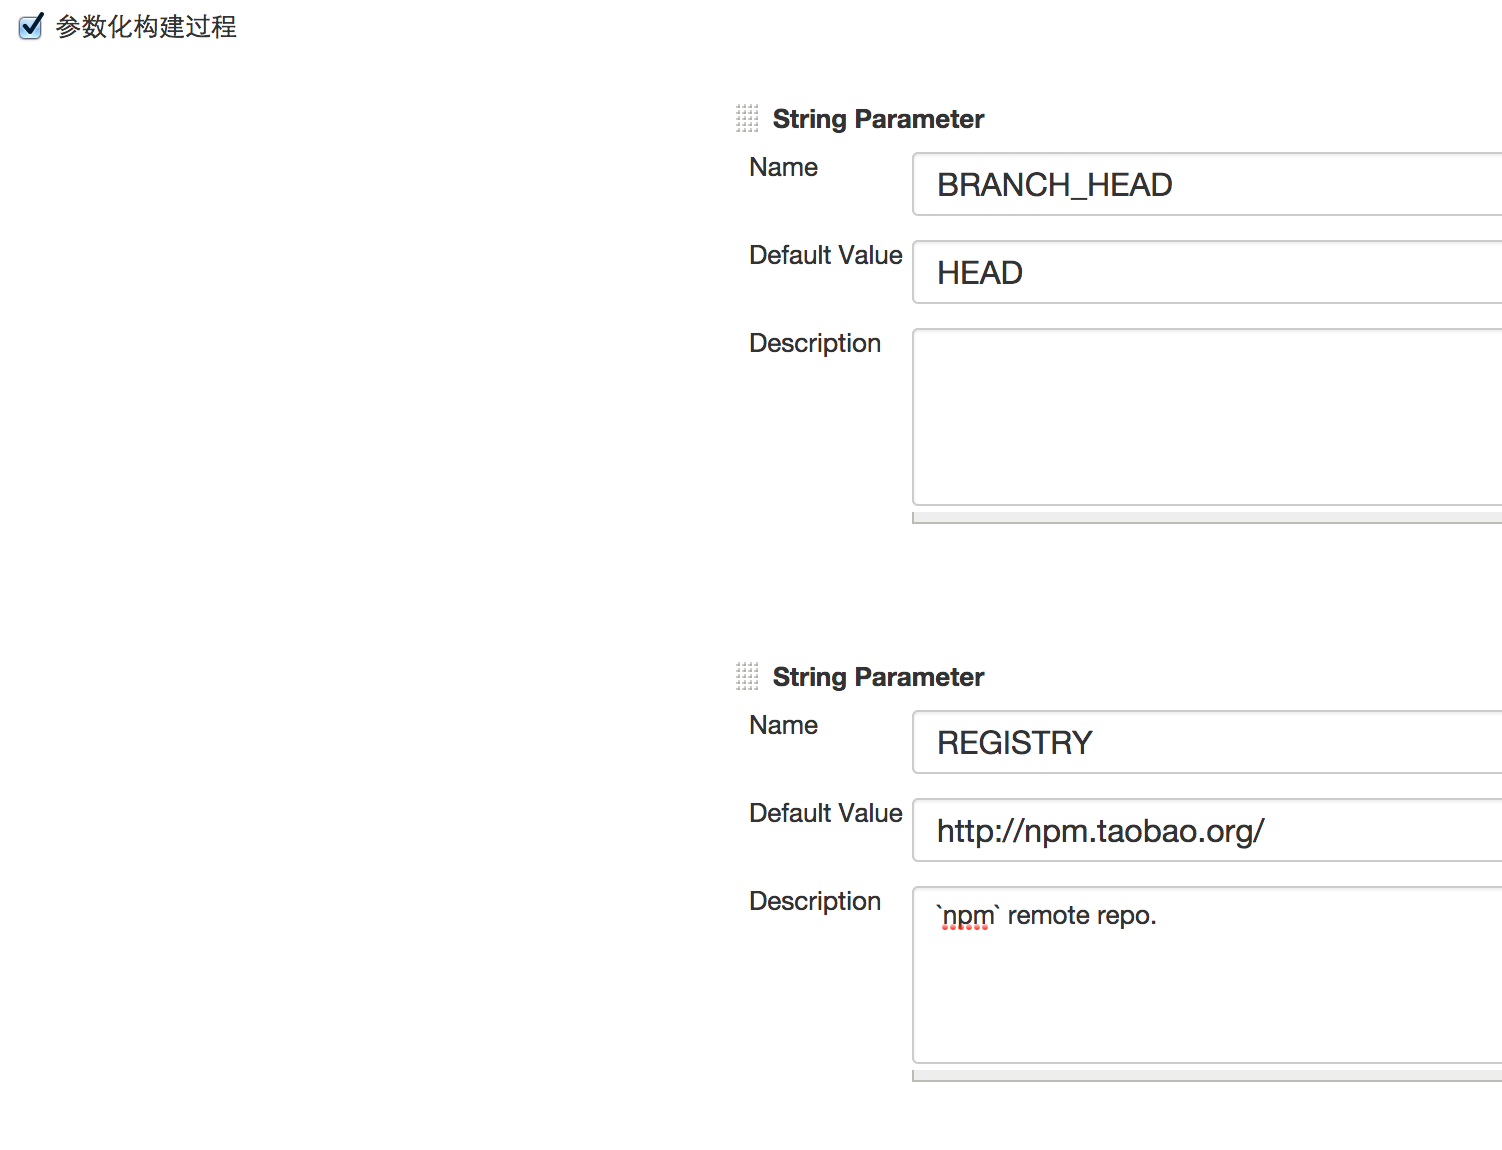 参数化构建过程
String Parameter
Name
BRANCH_HEAD
Default Value
HEAD
Description
String Parameter
Name
REGISTRY
Default Value
http://npm.taobao.org/
Description
`npm` remote repo.